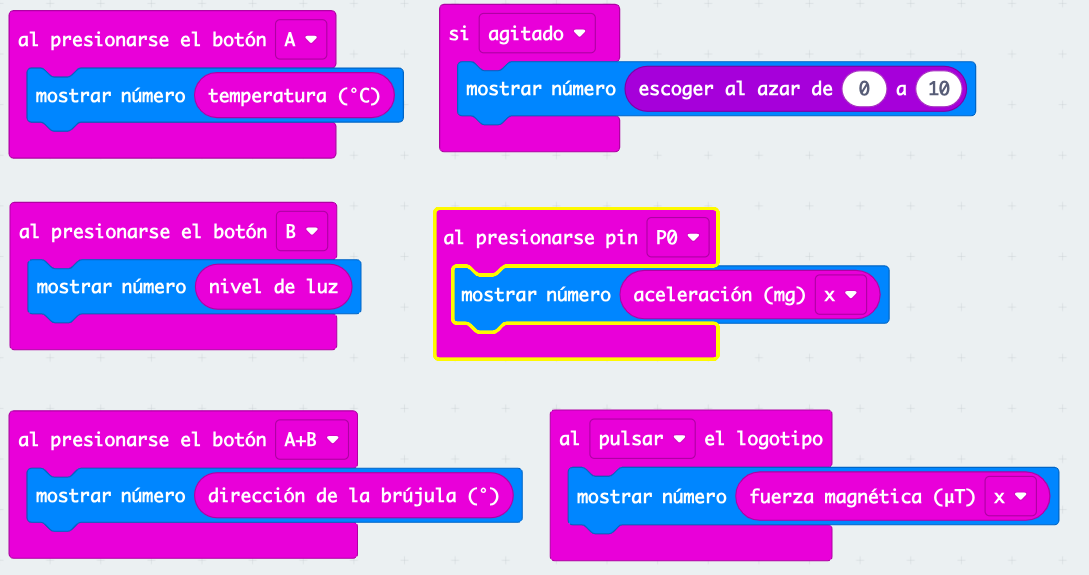 al presionarse el botón A
mostrar número temperatura (°C)
si agitado
mostrar número escoger al azar de 0 a 10
al presionarse el botón B
mostrar número nivel de luz
al presionarse pin P0
mostrar número aceleración (mg) x
al presionarse el botón A+B
mostrar número dirección de la brújula (°)
al pulsar el logotipo
mostrar número fuerza magnética (µT) x